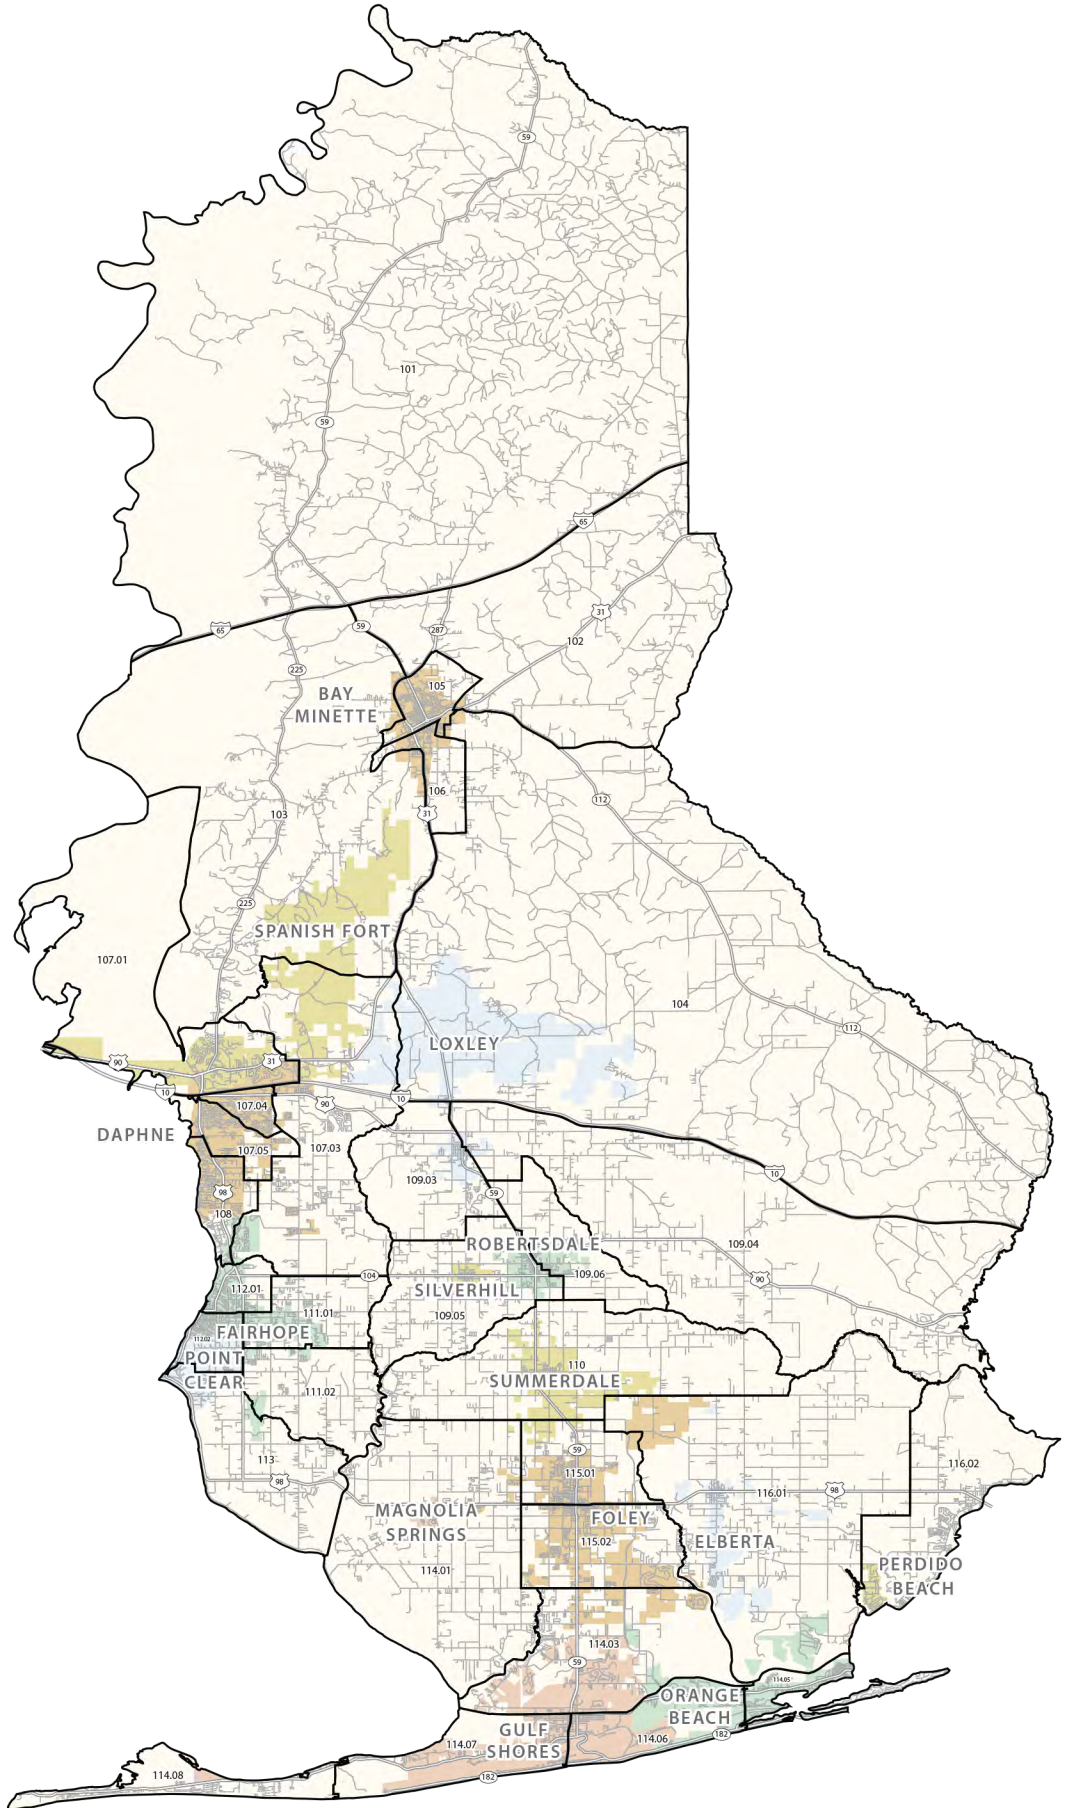 59
101
59
65
31
102
65
59
287
225
105
BAY
MINETTE
112
106
31
103
225
SPANISH FORT
107.01
104
112
LOXLEY
90
31
10
10
90
107.04
DAPHNE
107.05
107.03
109.03
10
98
59
108
ROBERTSDALE
109.04
104
109.06
90
112.01
SILVERHILL
111.01
109.05
FAIRHOPE
112.02
POINT
CLEAR
110
SUMMERDALE
111.02
59
113
115.01
116.02
98
116.01
98
MAGNOLIA
SPRINGS
FOLEY
115.02
ELBERTA
114.01
PERDIDO
BEACH
114.03
59
114.05
ORANGE
BEACH
GULF
SHORES
182
114.06
114.07
114.08
182